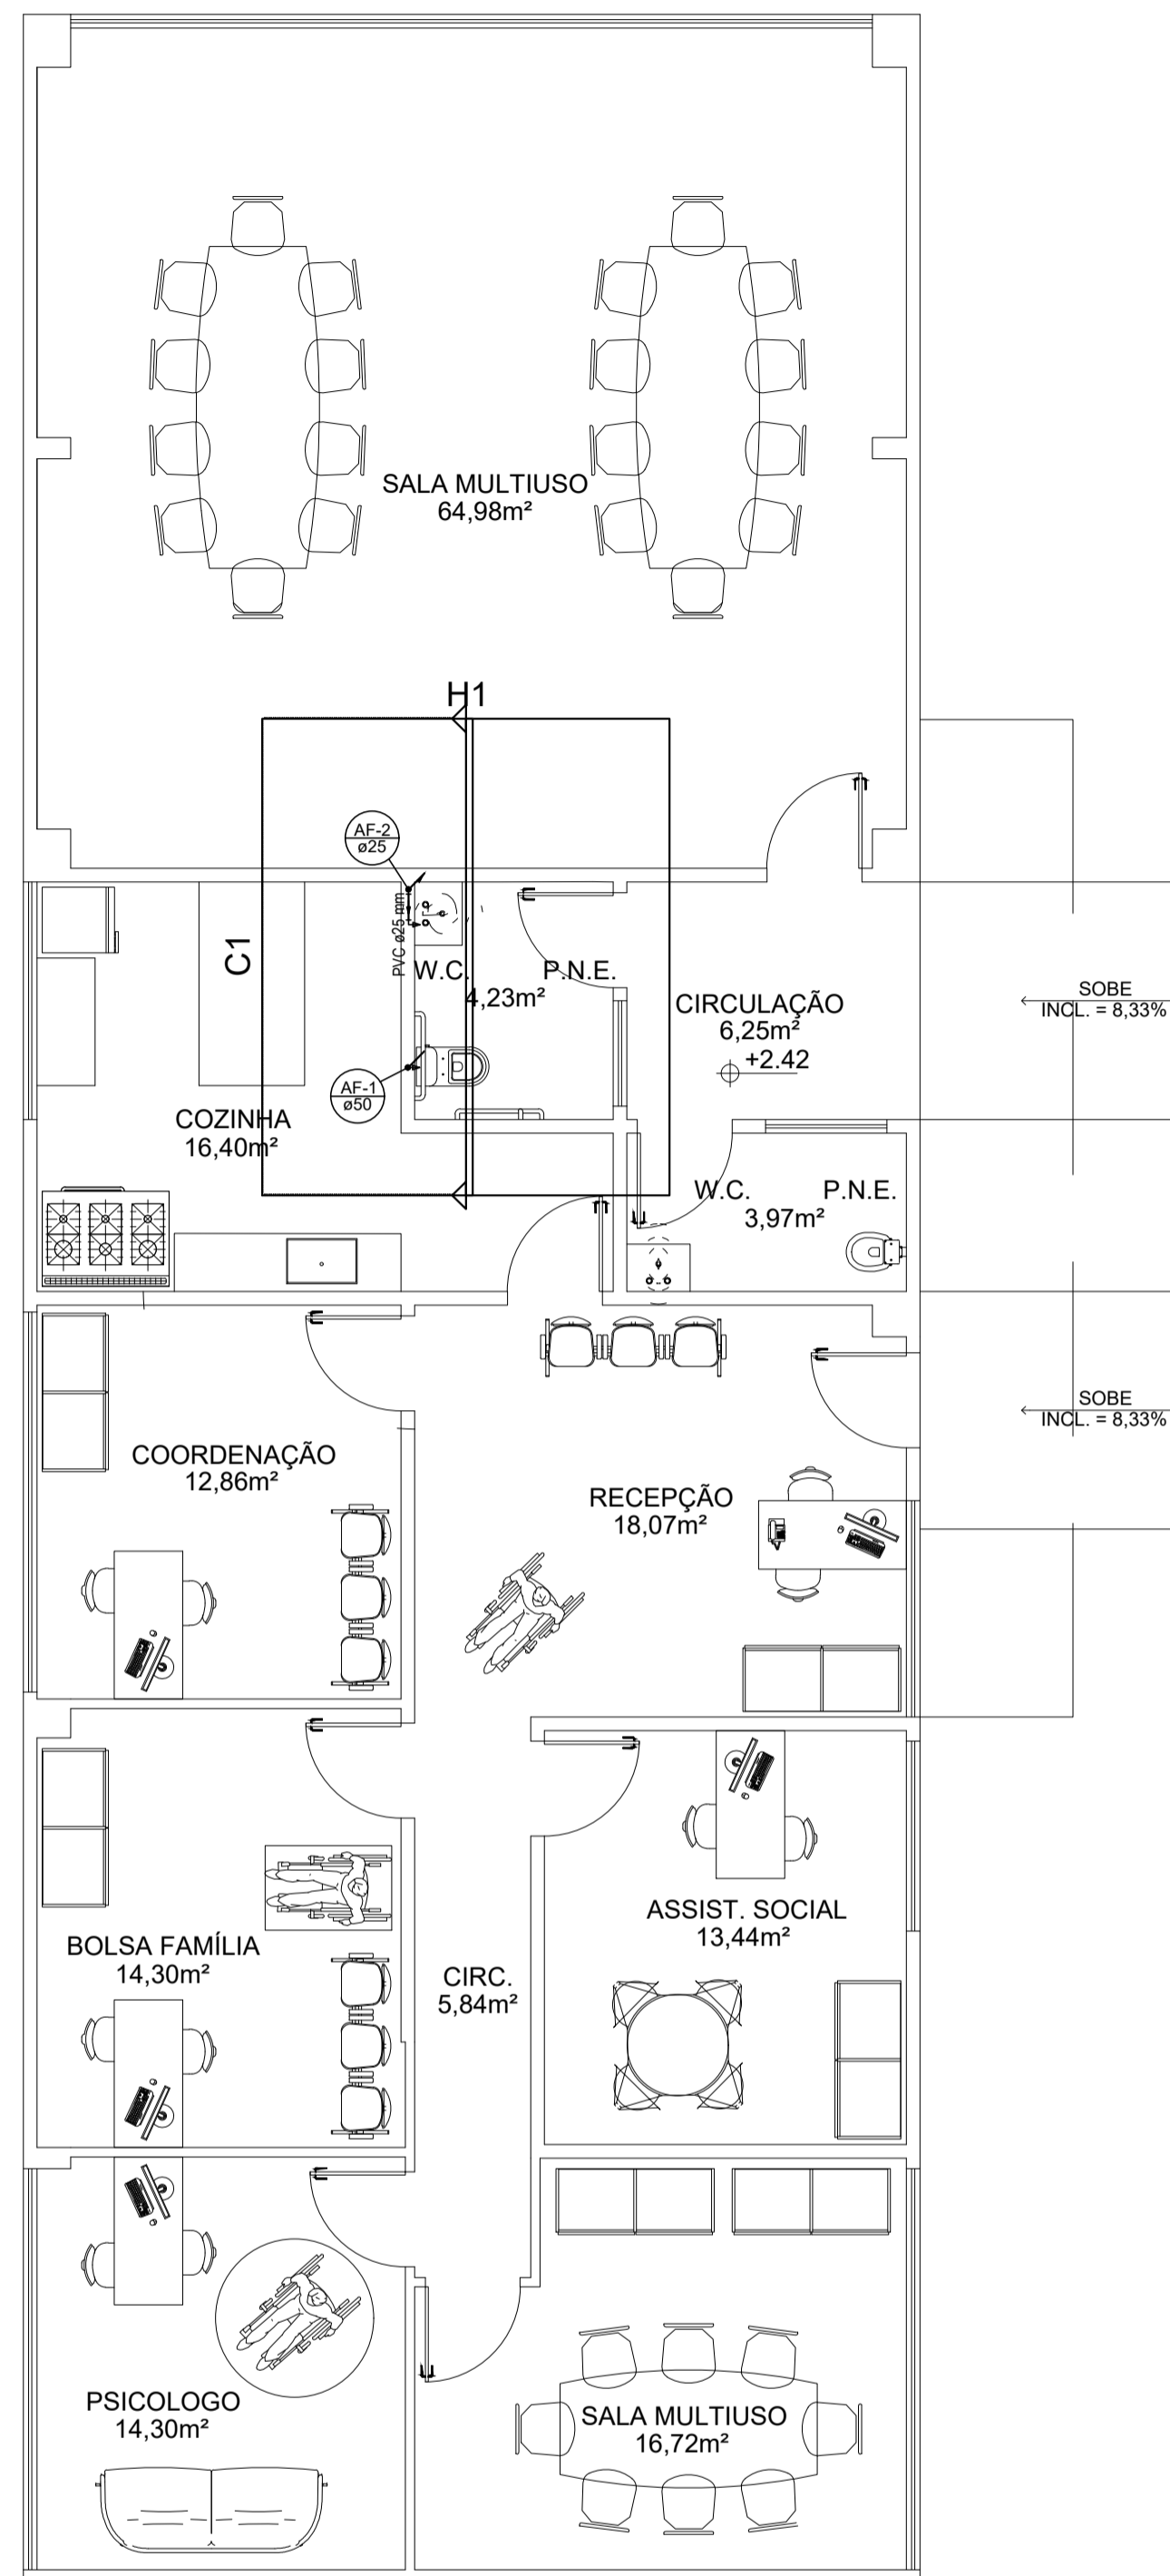 SALA MULTIUSO
64,98m²
H1
AF-2
ø25
PVC ø25 mm
C1
W.C. P.N.E.
4,23m²
CIRCULAÇÃO
6,25m²
+2.42
SOBE
INCL. = 8,33%
AF-1
ø50
COZINHA
16,40m²
W.C. P.N.E.
3,97m²
SOBE
INCL. = 8,33%
COORDENAÇÃO
12,86m²
RECEPÇÃO
18,07m²
ASSIST. SOCIAL
13,44m²
BOLSA FAMÍLIA
14,30m²
CIRC.
5,84m²
PSICOLOGO
14,30m²
SALA MULTIUSO
16,72m²